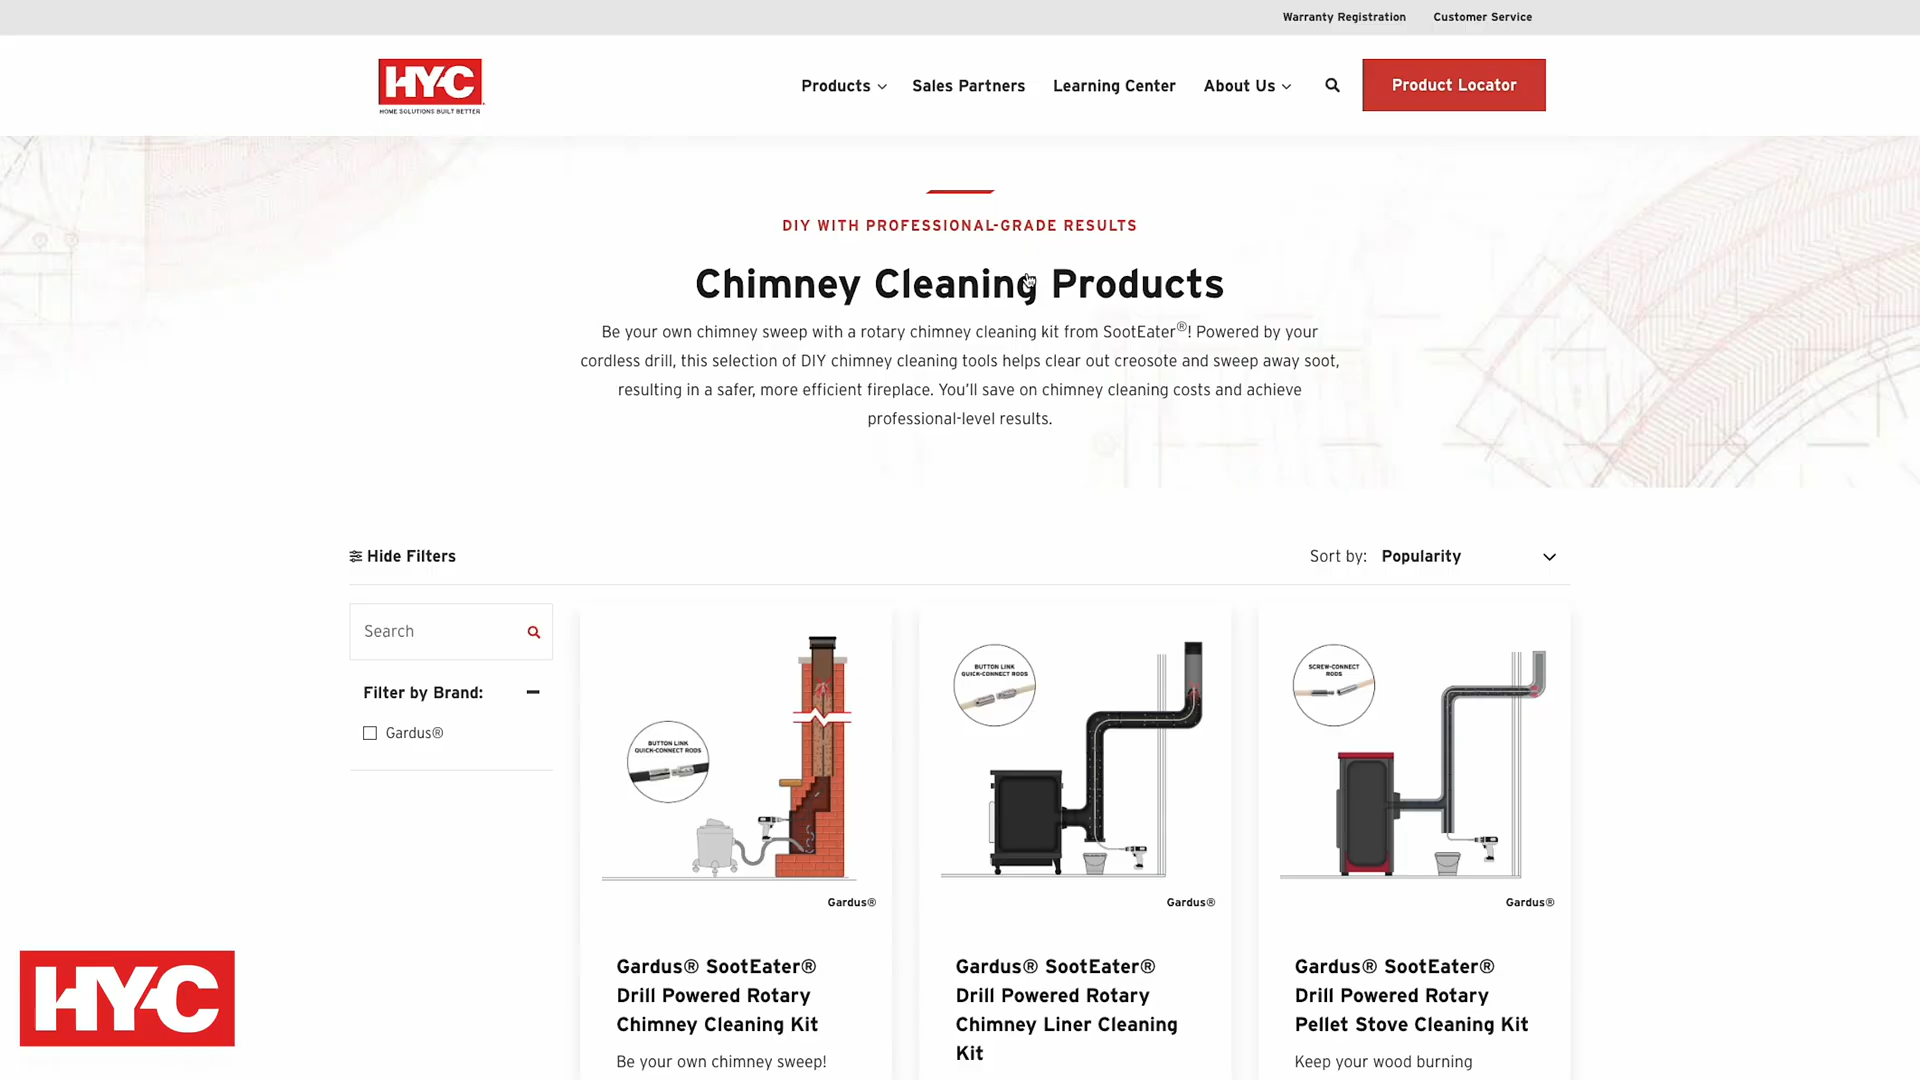 Warranty Registration
Customer Service
HY-C
HOME SOLUTIONS BUILT BETTER
Products
Sales Partners
Learning Center
About Us
Product Locator
DIY WITH PROFESSIONAL-GRADE RESULTS
Chimney Cleaning Products
Be your own chimney sweep with a rotary chimney cleaning kit from SootEater®! Powered by your
cordless drill, this selection of DIY chimney cleaning tools helps clear out creosote and sweep away soot,
resulting in a safer, more efficient fireplace. You'll save on chimney cleaning costs and achieve
professional-level results.
Hide Filters
Sort by: Popularity
Search
Filter by Brand:
Gardus®
BUTTON LINK
QUICK-CONNECT RODS
Gardus®
Gardus® SootEater®
Drill Powered Rotary
Chimney Cleaning Kit
Be your own chimney sweep!
BUTTON LINK
QUICK-CONNECT RODS
Gardus®
Gardus® SootEater®
Drill Powered Rotary
Chimney Liner Cleaning
Kit
SCREW-CONNECT
RODS
Gardus®
Gardus® SootEater®
Drill Powered Rotary
Pellet Stove Cleaning Kit
Keep your wood burning
HY-C